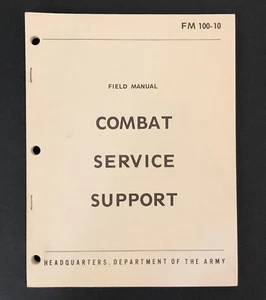 FM 100-10
FIELD MANUAL
COMBAT
SERVICE
SUPPORT
HEADQUARTERS, DEPARTMENT OF THE ARMY